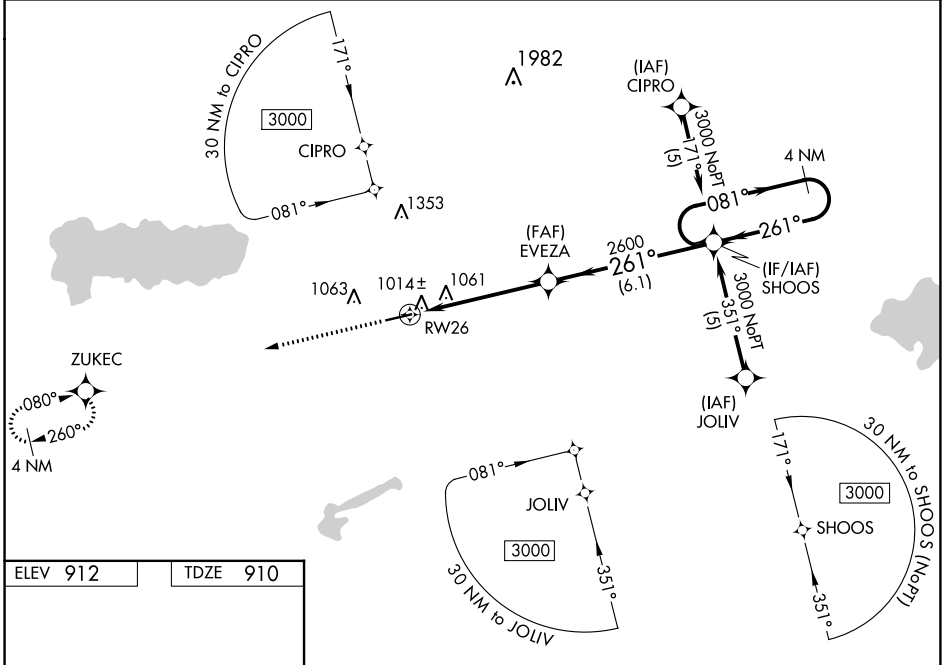 30 NM to CIPRO
171°
3000
CIPRO
081°
1982
1353
(IAF)
CIPRO
3000 NoPT
171°
(5)
4 NM
081°
261°
(IF/IAF)
SHOOS
(FAF)
EVEZA
2600
261°
(6.1)
3000 NoPT
351°
(5)
(IAF)
JOLIV
1063
1014±
1061
RW26
ZUKEC
080°
260°
4 NM
081°
JOLIV
3000
351°
30 NM to JOLIV
171°
3000
SHOOS
351°
30 NM to SHOOS (NoPT)
ELEV 912
TDZE 910